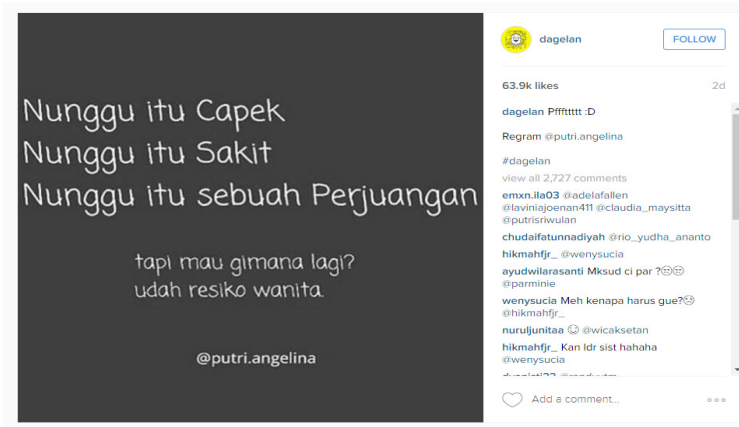 Nunggu itu Capek
Nunggu itu Sakit
Nunggu itu sebuah Perjuangan
tapi mau gimana lagi?
udah resiko wanita.
@putri.angelina
dagelan
FOLLOW
63.9k likes
2d
dagelan Pfffttttt :D
Regram @putri.angelina
#dagelan
view all 2,727 comments
emxn.ila03 @adelafallen
@laviniajoenan411 @claudia_maysitta
@putrisriwulan
chudaifatunnadiyah @rio_yudha_ananto
hikmahfjr_ @wenysucia
ayudwilarasanti Mksud ci par ?😒😒
@parminie
wenysucia Meh kenapa harus gue?😢
@hikmahfjr_
nuruljunitaa 😏 @wicaksetan
hikmahfjr_ Kan ldr sist hahaha
@wenysucia
Add a comment...